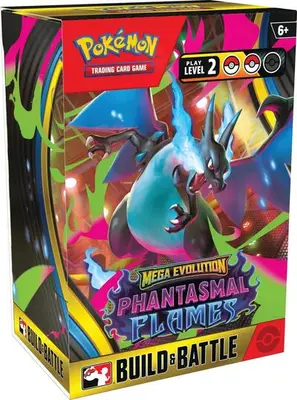 Pokémon
TRADING CARD GAME
PLAY
LEVEL 2
6+
MEGA EVOLUTION
PHANTASMAL
FLAMES
BUILD & BATTLE